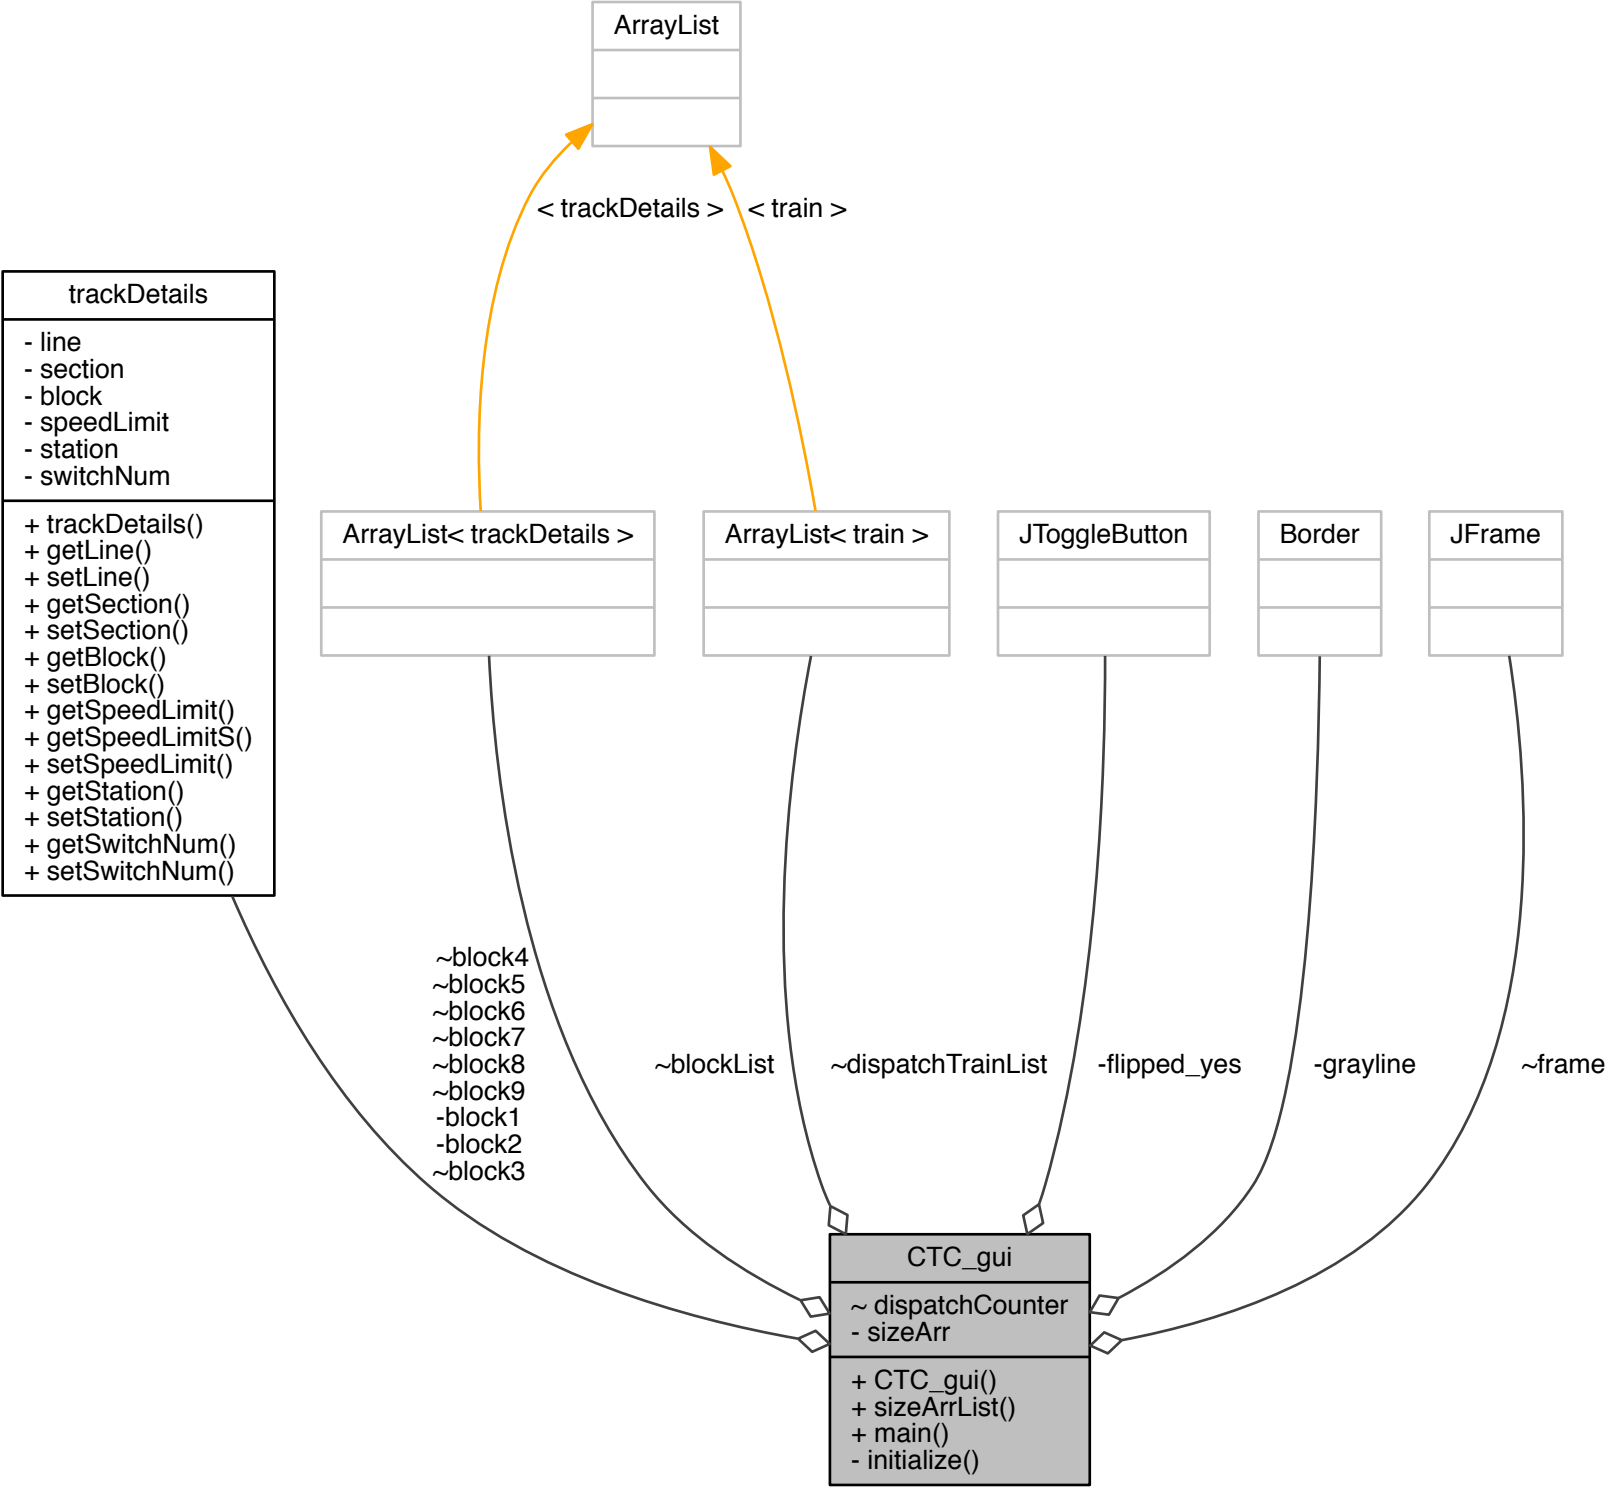 ArrayList
< trackDetails >
< train >
trackDetails
- line
- section
- block
- speedLimit
- station
- switchNum
+ trackDetails()
+ getLine()
+ setLine()
+ getSection()
+ setSection()
+ getBlock()
+ setBlock()
+ getSpeedLimit()
+ getSpeedLimitS()
+ setSpeedLimit()
+ getStation()
+ setStation()
+ getSwitchNum()
+ setSwitchNum()
ArrayList< trackDetails >
ArrayList< train >
JToggleButton
Border
JFrame
~block4
~block5
~block6
~block7
~block8
~block9
-block1
-block2
~block3
~blockList
~dispatchTrainList
-flipped_yes
-grayline
~frame
CTC_gui
~ dispatchCounter
- sizeArr
+ CTC_gui()
+ sizeArrList()
+ main()
- initialize()